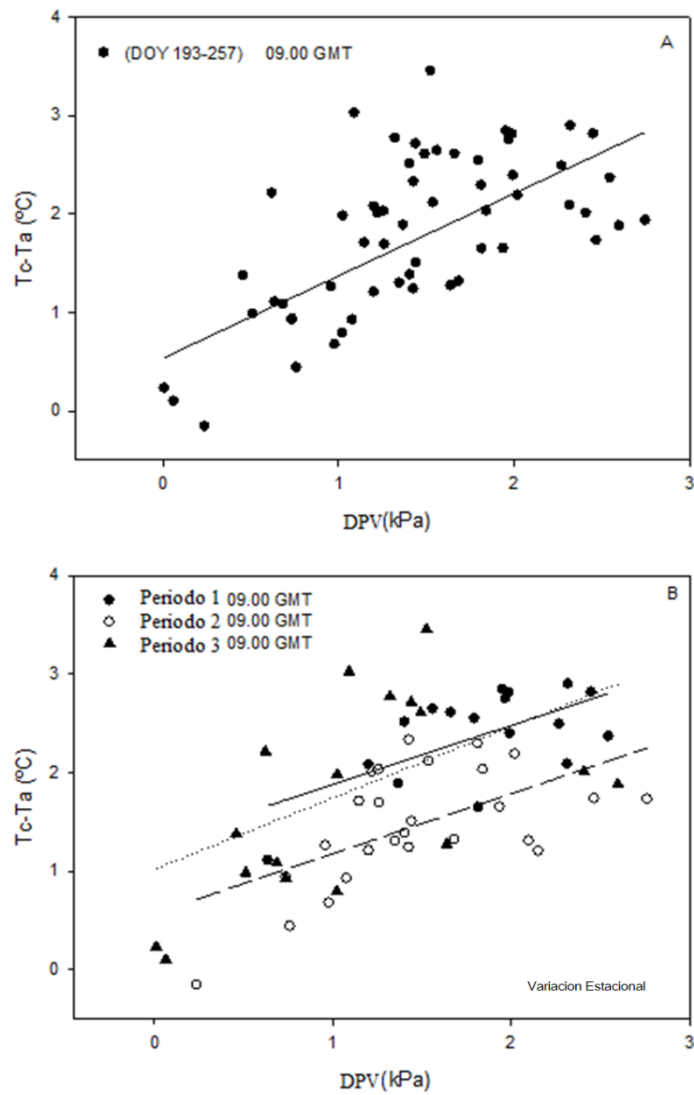 4
A
(DOY 193-257) 09.00 GMT
3
Tc-Ta (ºC)
2
1
0
0 1 2 3
DPV(kPa)
4
B
Periodo 1 09.00 GMT
Periodo 2 09.00 GMT
Periodo 3 09.00 GMT
3
Tc-Ta (ºC)
2
1
0
Variacion Estacional
0 1 2 3
DPV(kPa)